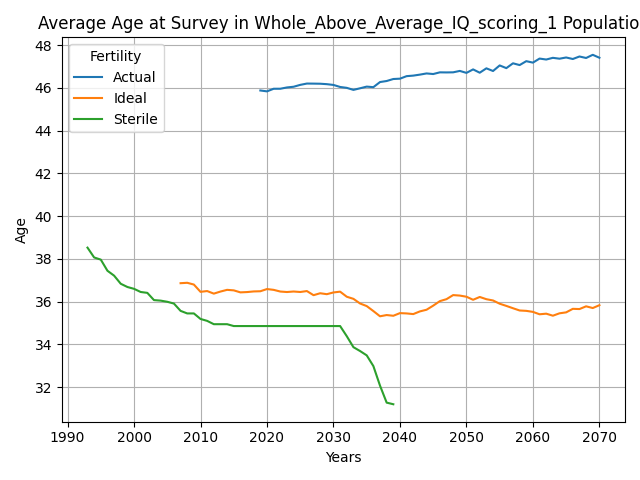 Average Age at Survey in Whole_Above_Average_IQ_scoring_1 Populatio
48
46
44
42
40
38
36
34
32
Age
Fertility
Actual
Ideal
Sterile
1990 2000 2010 2020 2030 2040 2050 2060 2070
Years